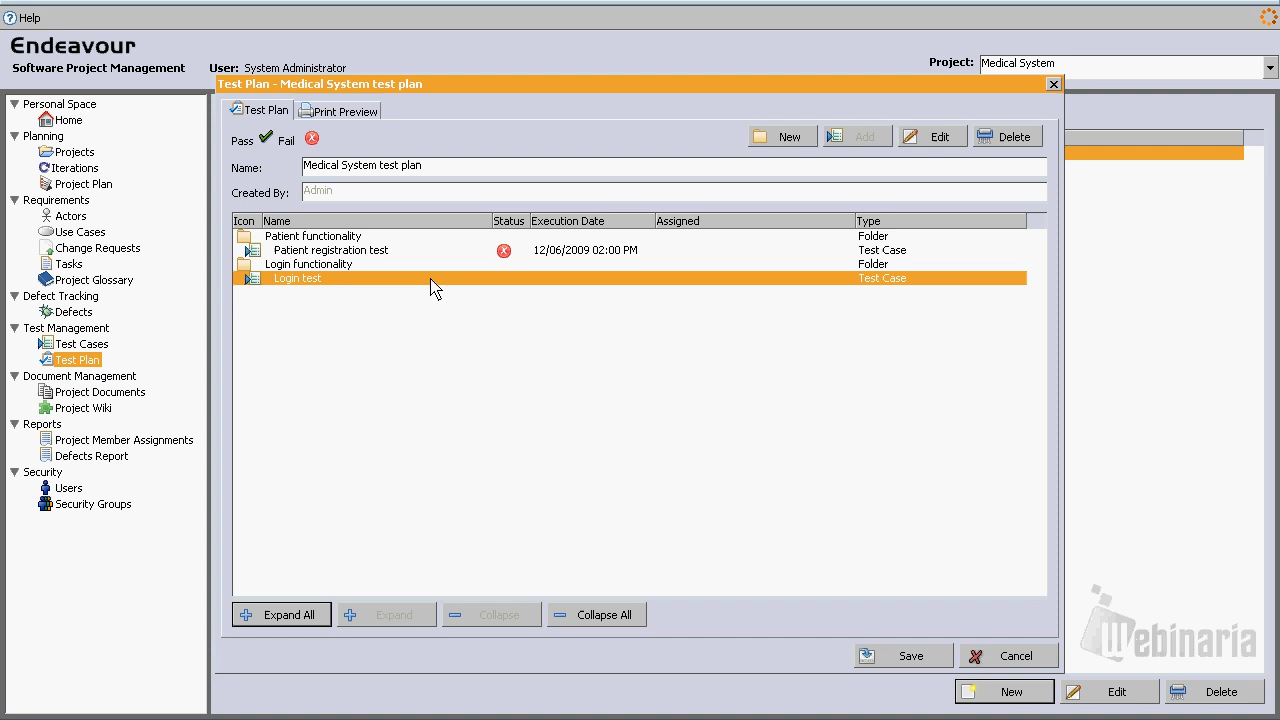 Help
Endeavour
Software Project Management
User: System Administrator
Project: Medical System
Personal Space
Home
Planning
Projects
Iterations
Project Plan
Requirements
Actors
Use Cases
Change Requests
Tasks
Project Glossary
Defect Tracking
Defects
Test Management
Test Cases
Test Plan
Document Management
Project Documents
Project Wiki
Reports
Project Member Assignments
Defects Report
Security
Users
Security Groups
Test Plan - Medical System test plan
Test Plan Print Preview
Pass Fail New Add Edit Delete
Name: Medical System test plan
Created By: Admin
Icon Name Status Execution Date Assigned Type
Patient functionality Folder
Patient registration test 12/06/2009 02:00 PM Test Case
Login functionality Folder
Login test Test Case
Expand All Expand Collapse Collapse All
Save Cancel
New Edit Delete
Webinaria